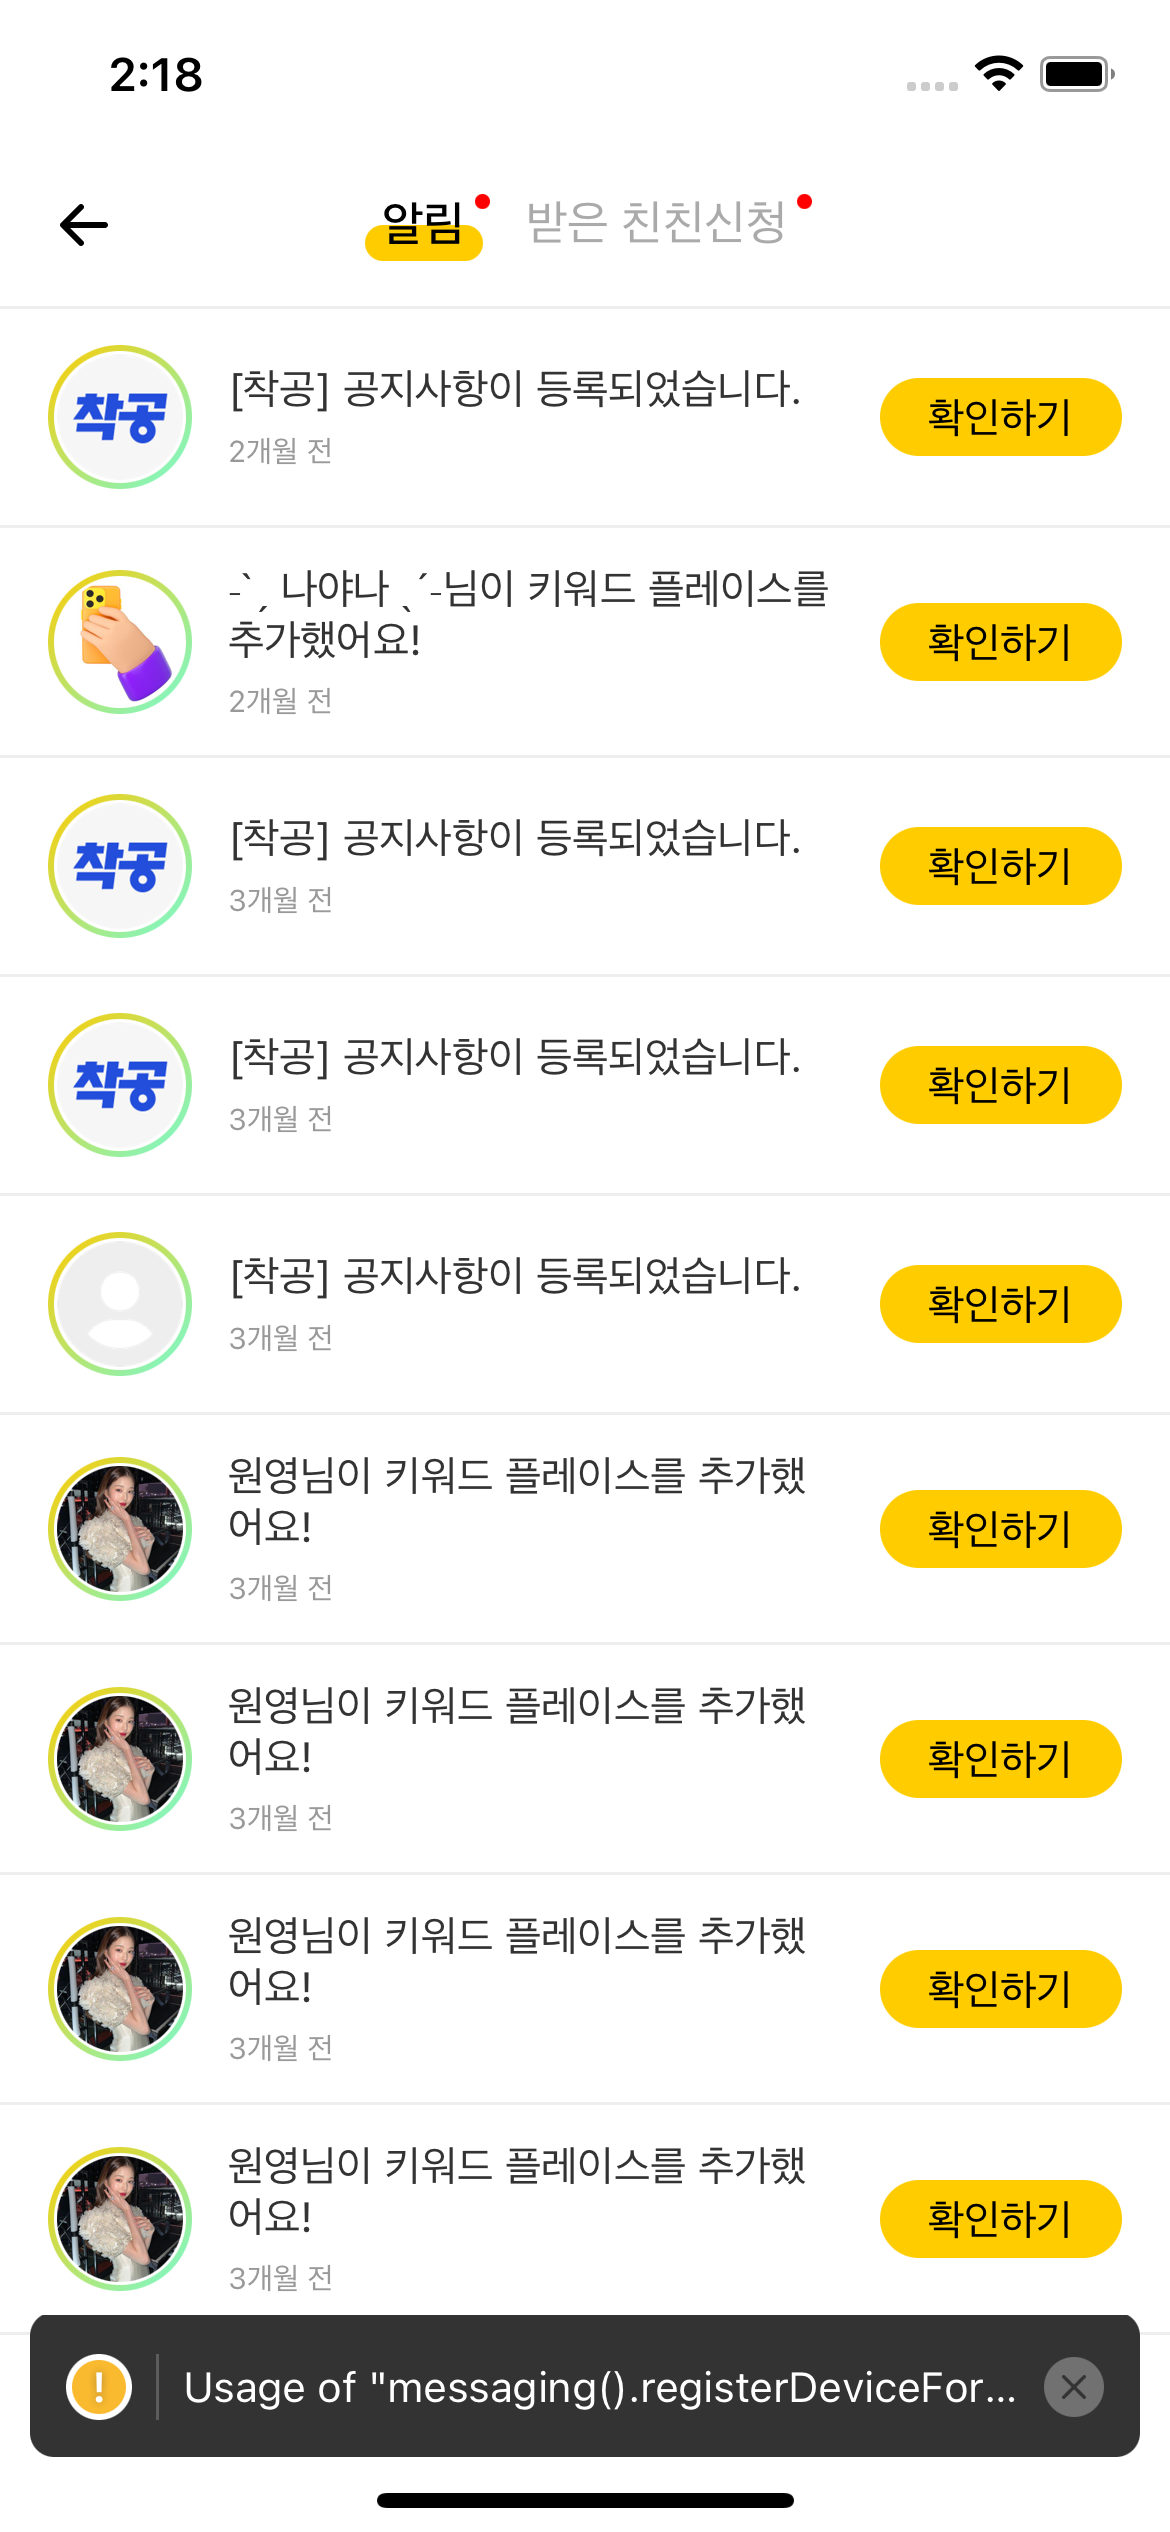 2:18
알림 받은 친친신청
착공
[착공] 공지사항이 등록되었습니다.
2개월 전
확인하기
-`ˏ 나야나 ˎ´-님이 키워드 플레이스를
추가했어요!
2개월 전
확인하기
착공
[착공] 공지사항이 등록되었습니다.
3개월 전
확인하기
착공
[착공] 공지사항이 등록되었습니다.
3개월 전
확인하기
[착공] 공지사항이 등록되었습니다.
3개월 전
확인하기
원영님이 키워드 플레이스를 추가했
어요!
3개월 전
확인하기
원영님이 키워드 플레이스를 추가했
어요!
3개월 전
확인하기
원영님이 키워드 플레이스를 추가했
어요!
3개월 전
확인하기
원영님이 키워드 플레이스를 추가했
어요!
3개월 전
확인하기
! Usage of "messaging().registerDeviceFor...